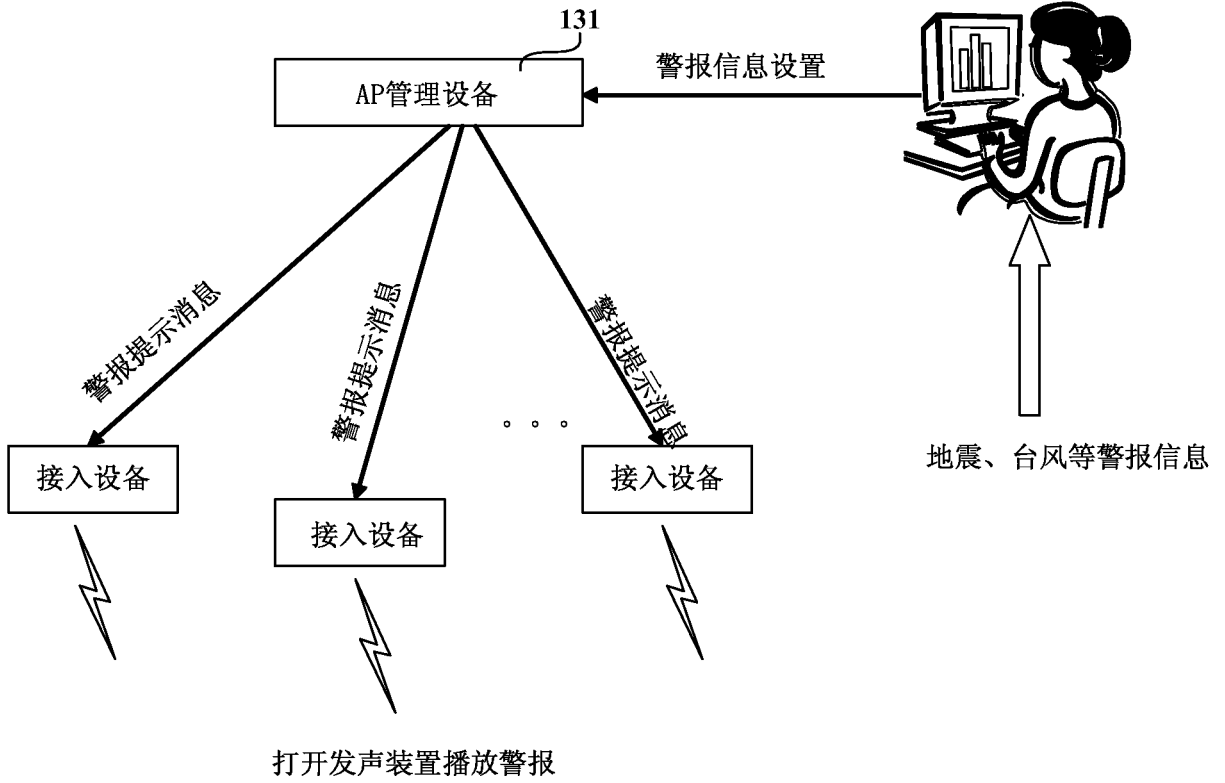 131
AP管理设备
警报信息设置
警报提示消息
警报提示消息
警报提示消息
。。。
接入设备
接入设备
接入设备
地震、台风等警报信息
打开发声装置播放警报